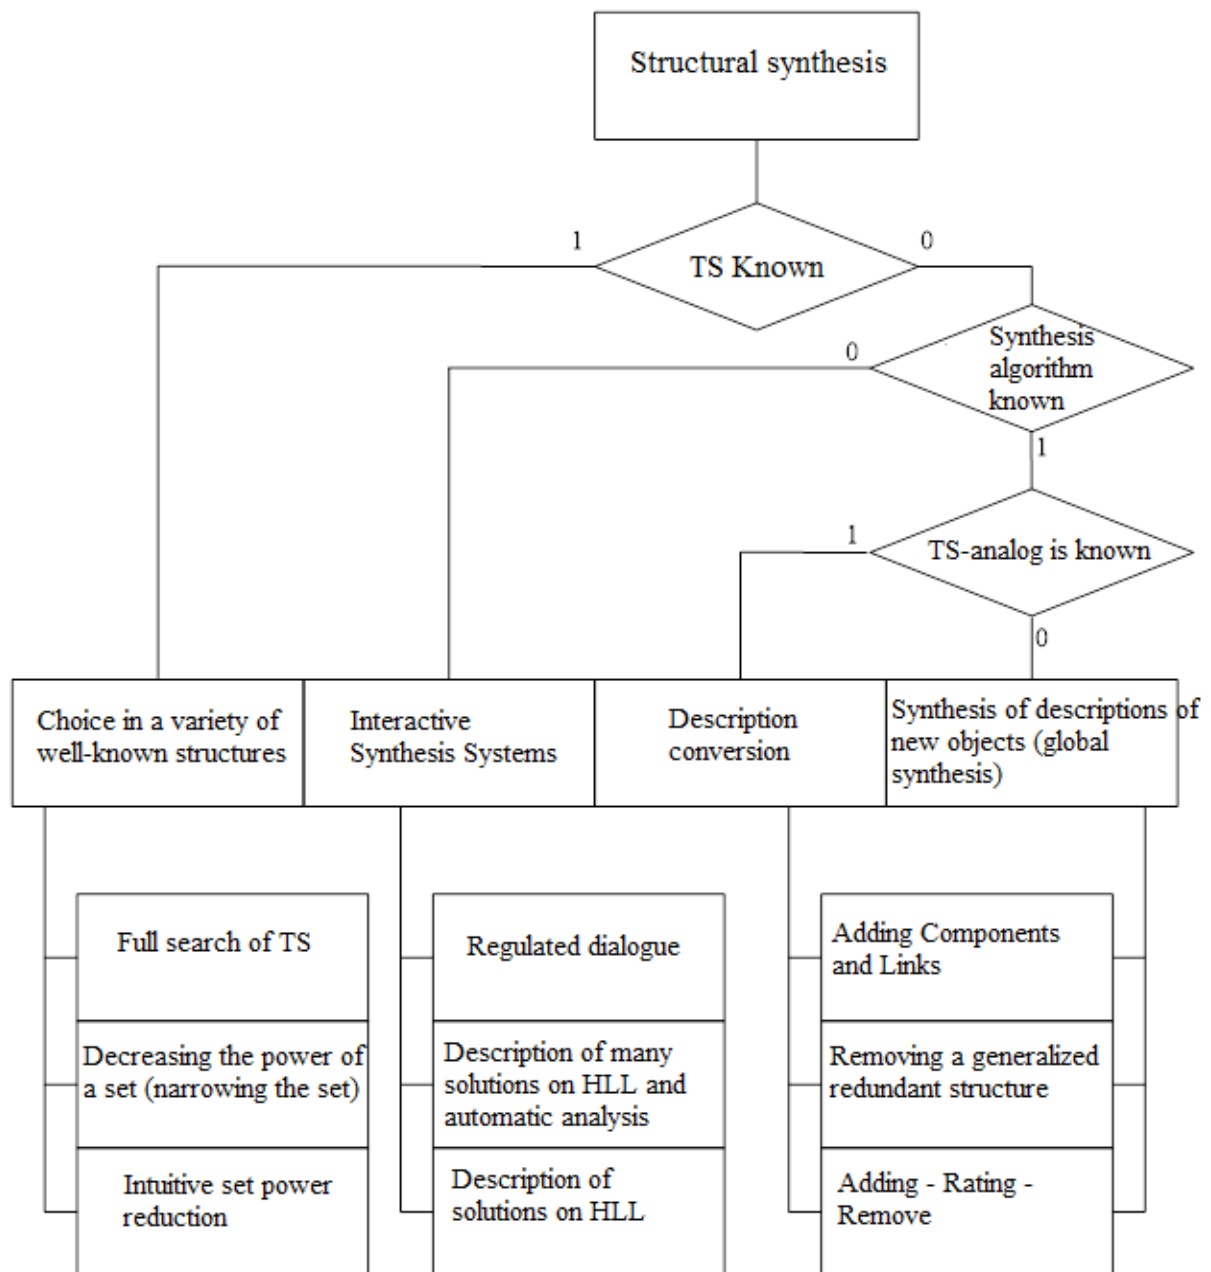 Structural synthesis
1
0
TS Known
0
Synthesis
algorithm
known
1
1
TS-analog is known
0
Choice in a variety of
well-known structures
Interactive
Synthesis Systems
Description
conversion
Synthesis of descriptions of
new objects (global
synthesis)
Full search of TS
Regulated dialogue
Adding Components
and Links
Decreasing the power of
a set (narrowing the set)
Description of many
solutions on HLL and
automatic analysis
Removing a generalized
redundant structure
Intuitive set power
reduction
Description of
solutions on HLL
Adding - Rating -
Remove